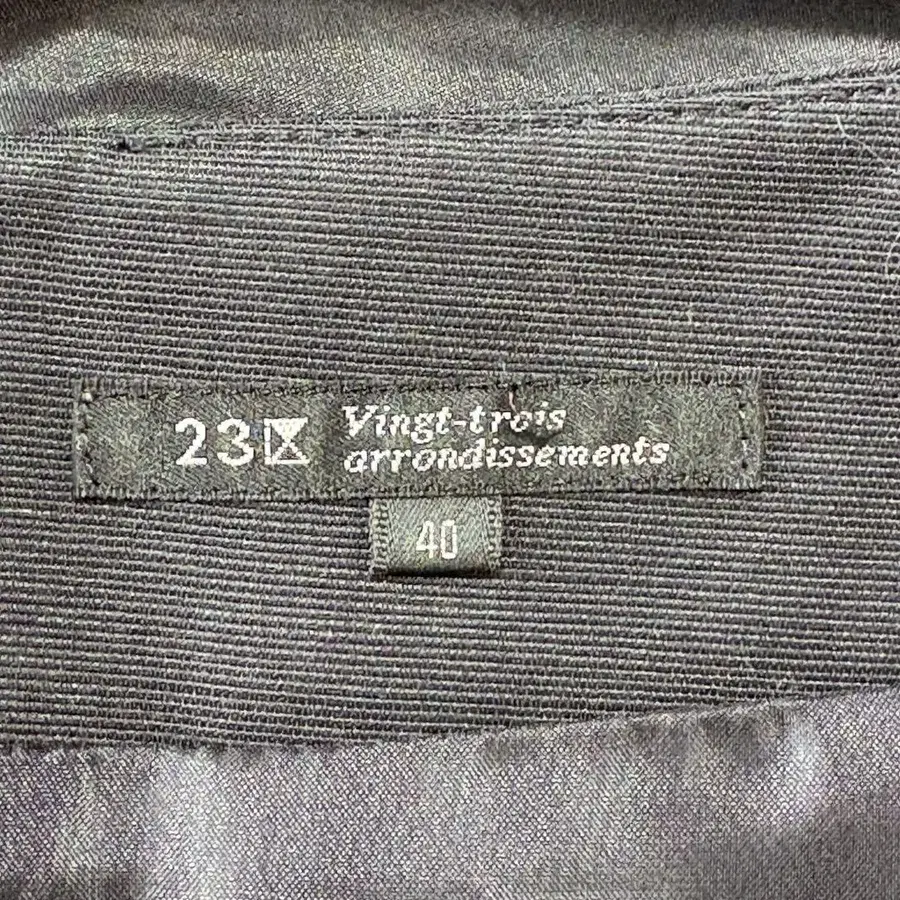 23区 Vingt-trois
arrondissements
40